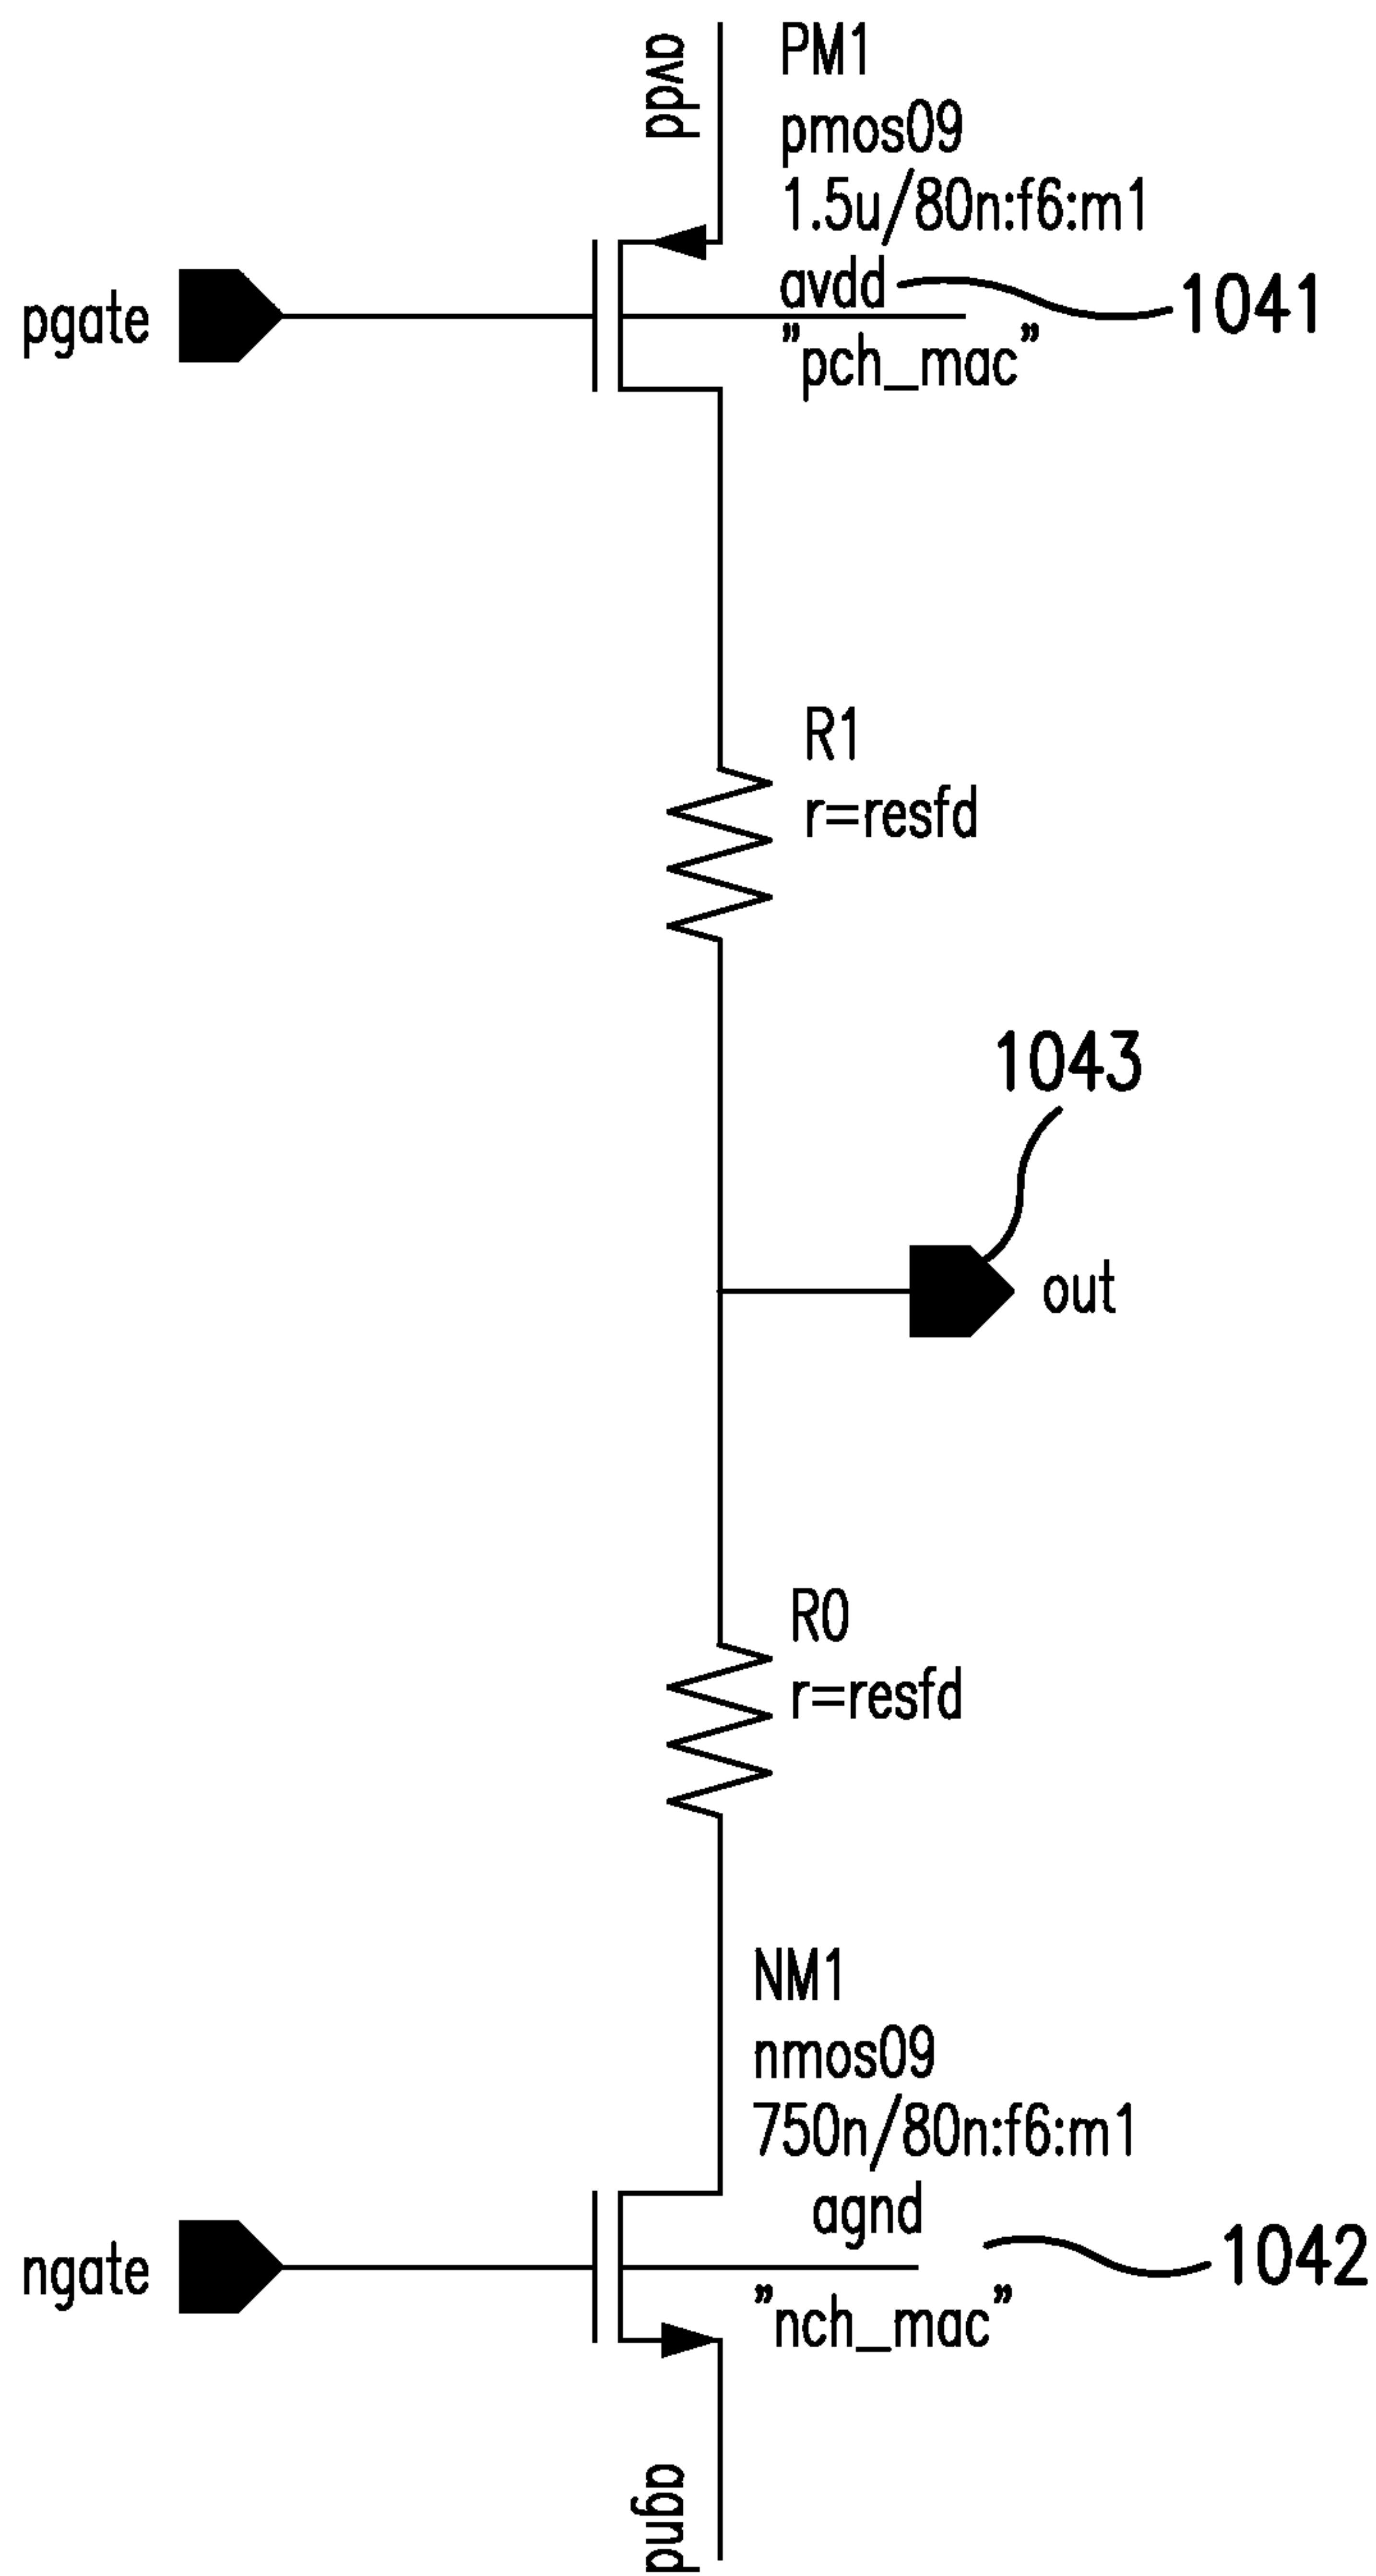 avdd
PM1
pmos09
1.5u/80n:f6:m1
avdd
1041
pgate
"pch_mac"
R1
r=resfd
1043
out
R0
r=resfd
NM1
nmos09
750n/80n:f6:m1
agnd
1042
ngate
"nch_mac"
agnd